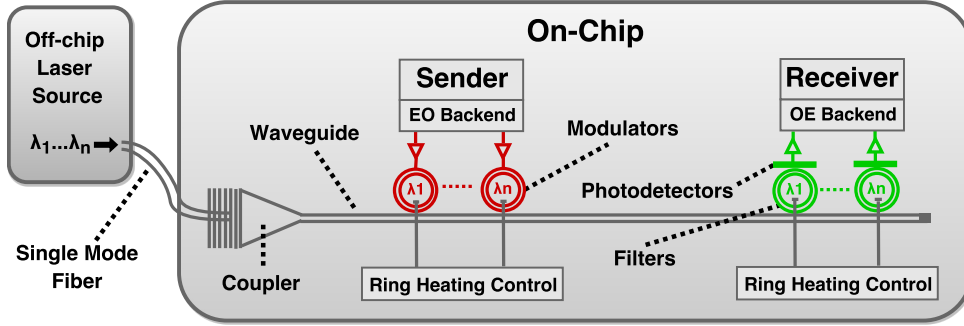 Off-chip
Laser
Source
λ1...λn
On-Chip
Sender
EO Backend
Receiver
OE Backend
Waveguide
Modulators
Photodetectors
λ1
λn
λ1
λn
Single Mode
Fiber
Coupler
Filters
Ring Heating Control
Ring Heating Control